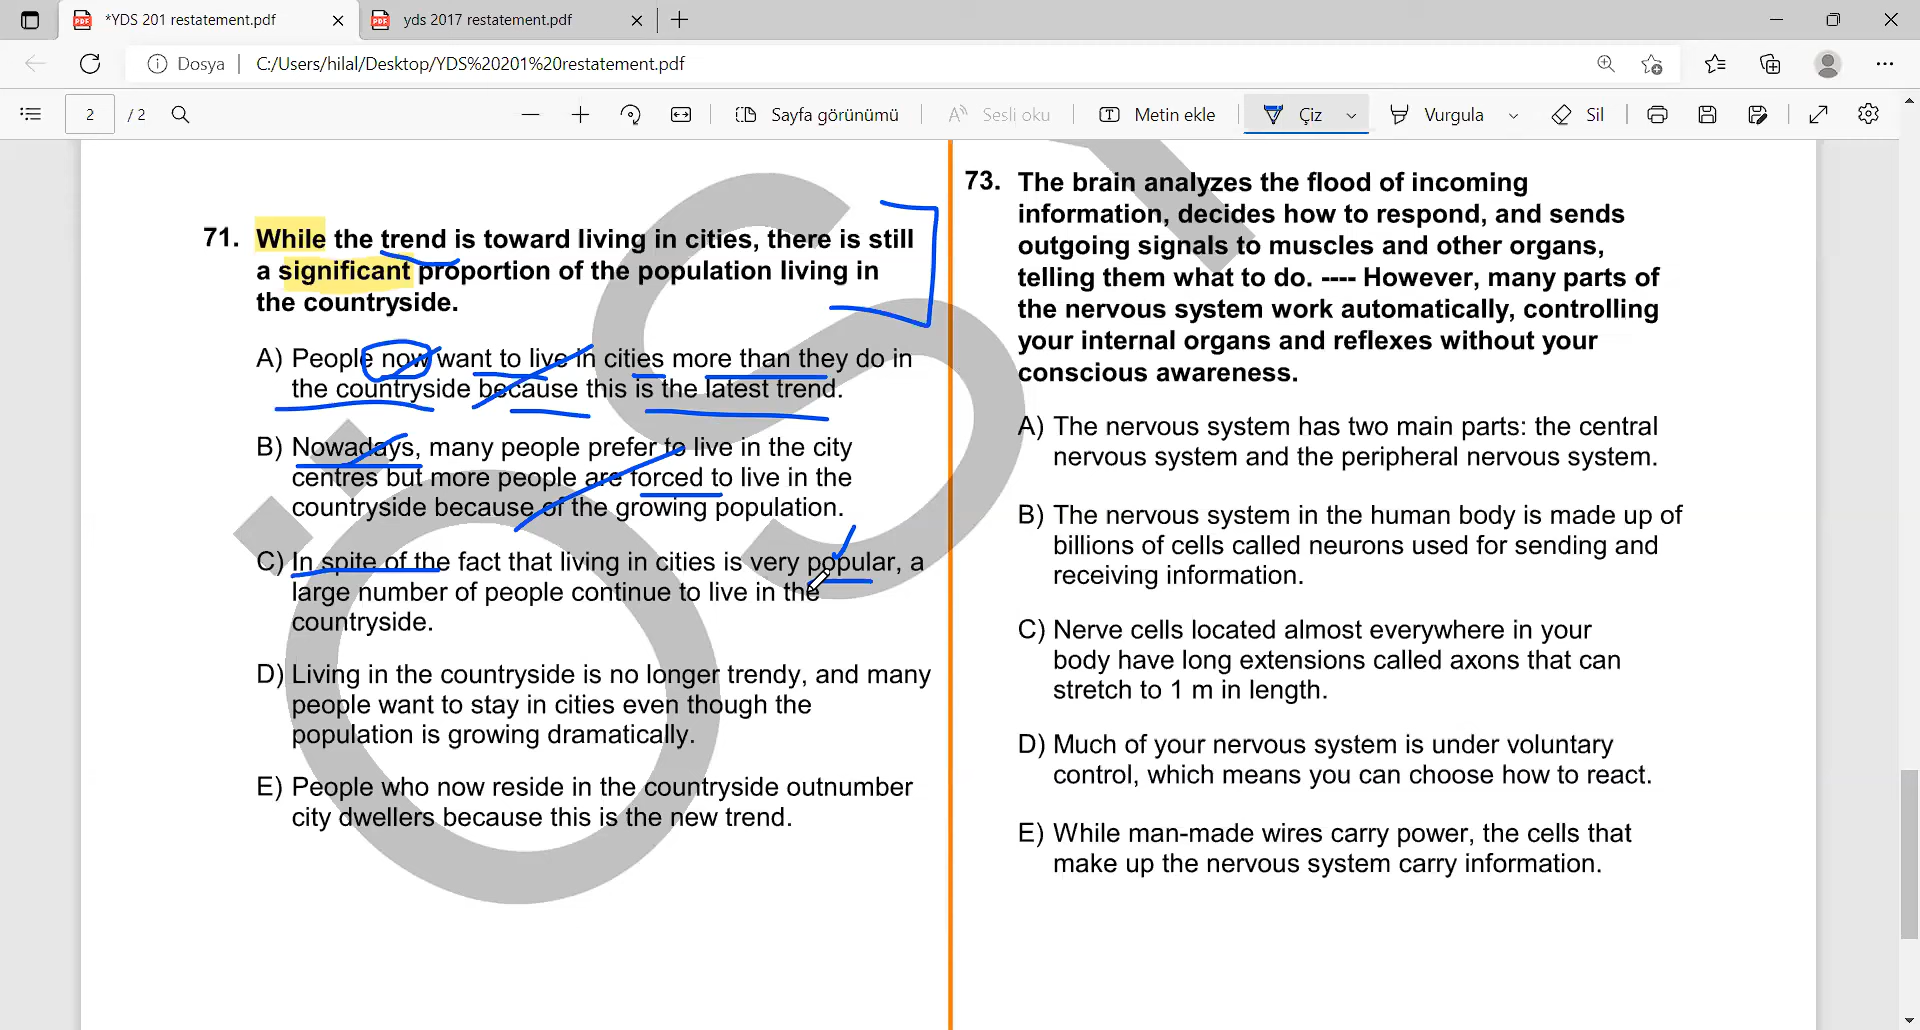 *YDS 201 restatement.pdf
yds 2017 restatement.pdf
Dosya
C:/Users/hilal/Desktop/YDS%20201%20restatement.pdf
2
/ 2
Sayfa görünümü
Sesli oku
Metin ekle
Çiz
Vurgula
Sil
71. While the trend is toward living in cities, there is still
a significant proportion of the population living in
the countryside.
A) People now want to live in cities more than they do in
the countryside because this is the latest trend.
B) Nowadays, many people prefer to live in the city
centres but more people are forced to live in the
countryside because of the growing population.
C) In spite of the fact that living in cities is very popular, a
large number of people continue to live in the
countryside.
D) Living in the countryside is no longer trendy, and many
people want to stay in cities even though the
population is growing dramatically.
E) People who now reside in the countryside outnumber
city dwellers because this is the new trend.
73. The brain analyzes the flood of incoming
information, decides how to respond, and sends
outgoing signals to muscles and other organs,
telling them what to do. ---- However, many parts of
the nervous system work automatically, controlling
your internal organs and reflexes without your
conscious awareness.
A) The nervous system has two main parts: the central
nervous system and the peripheral nervous system.
B) The nervous system in the human body is made up of
billions of cells called neurons used for sending and
receiving information.
C) Nerve cells located almost everywhere in your
body have long extensions called axons that can
stretch to 1 m in length.
D) Much of your nervous system is under voluntary
control, which means you can choose how to react.
E) While man-made wires carry power, the cells that
make up the nervous system carry information.